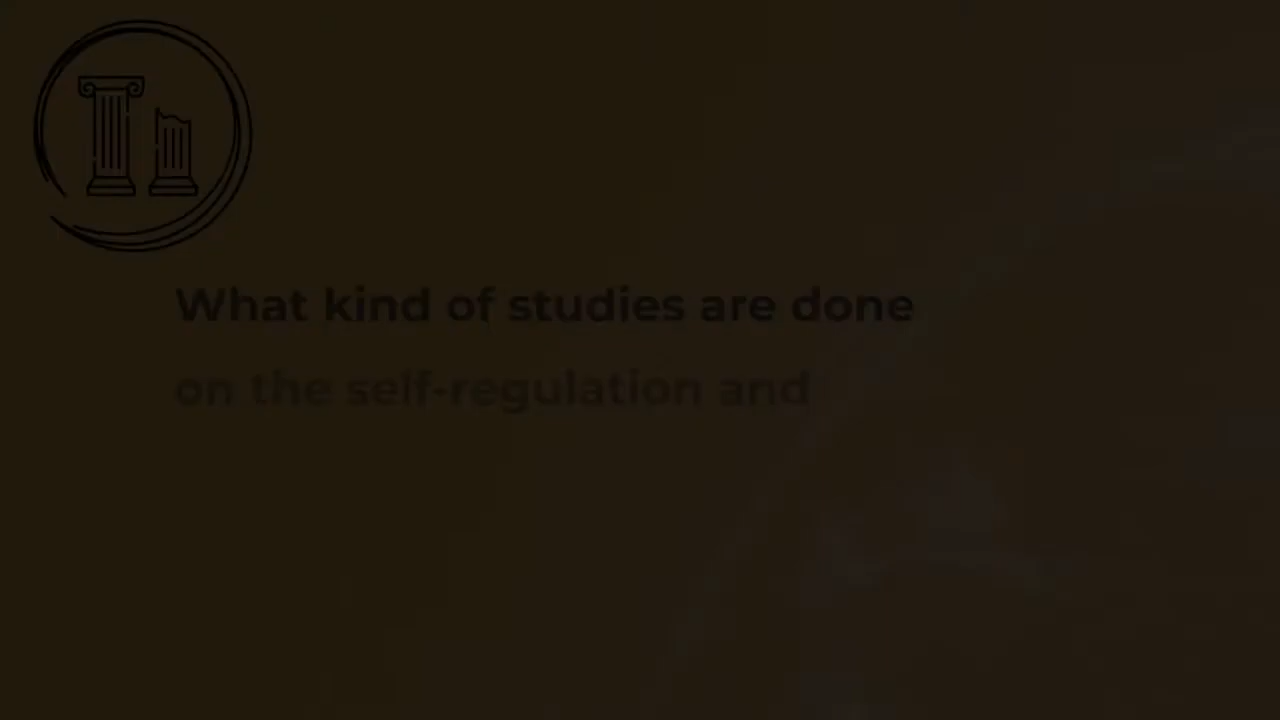 What kind of studies are done
on the self-regulation and